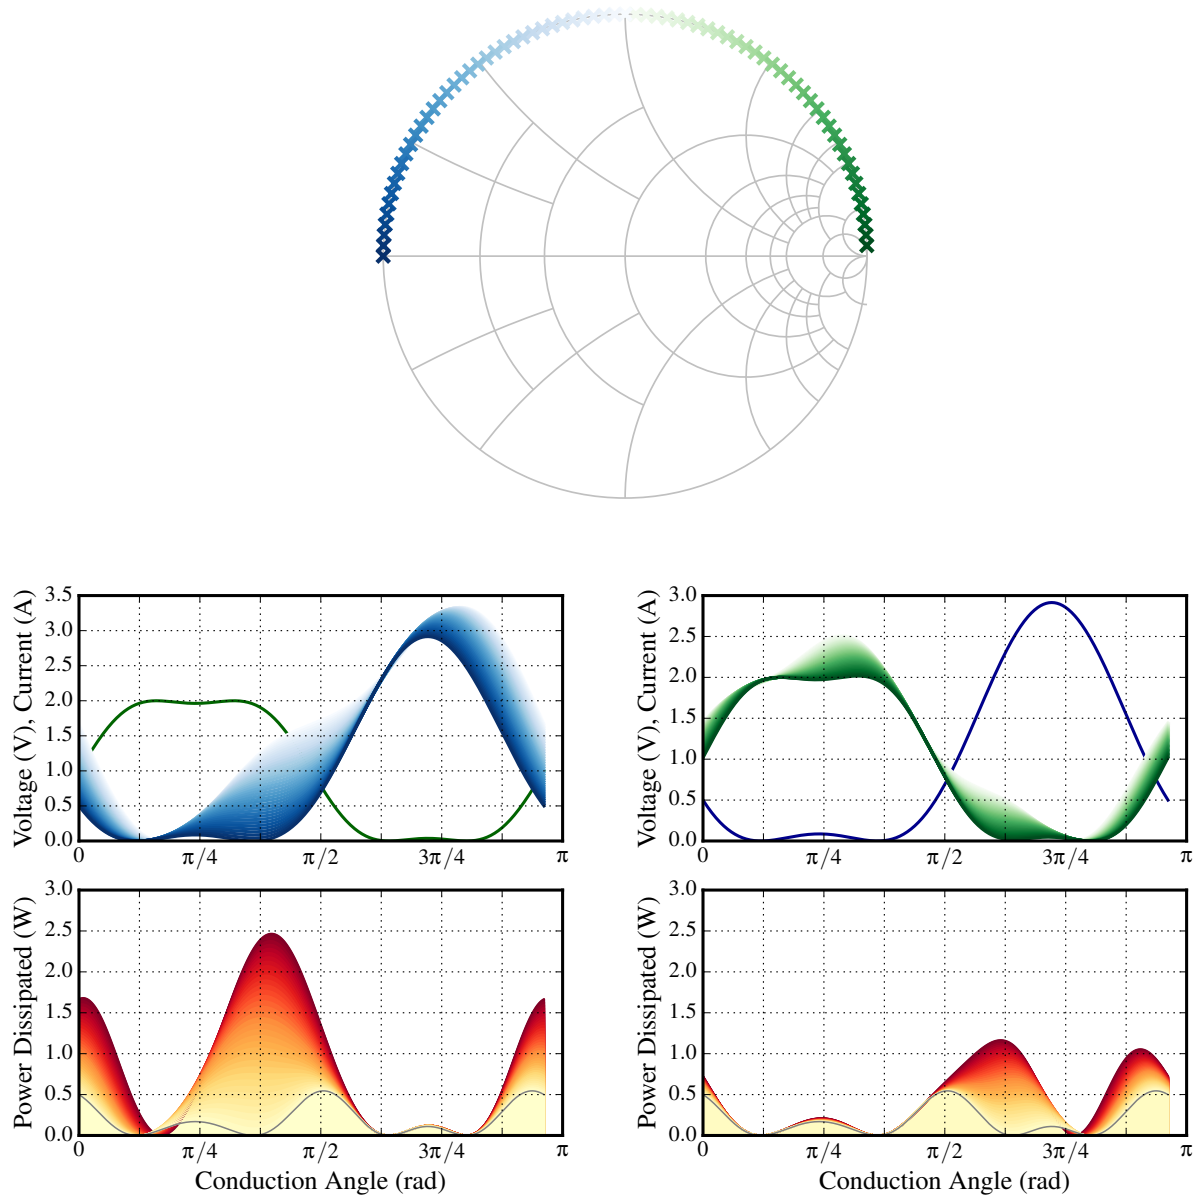 3.5
3.0
2.5
2.0
1.5
1.0
0.5
0.0
Voltage (V), Current (A)
0
π/4
π/2
3π/4
π
3.0
2.5
2.0
1.5
1.0
0.5
0.0
Voltage (V), Current (A)
0
π/4
π/2
3π/4
π
3.0
2.5
2.0
1.5
1.0
0.5
0.0
Power Dissipated (W)
0
π/4
π/2
3π/4
π
Conduction Angle (rad)
3.0
2.5
2.0
1.5
1.0
0.5
0.0
Power Dissipated (W)
0
π/4
π/2
3π/4
π
Conduction Angle (rad)